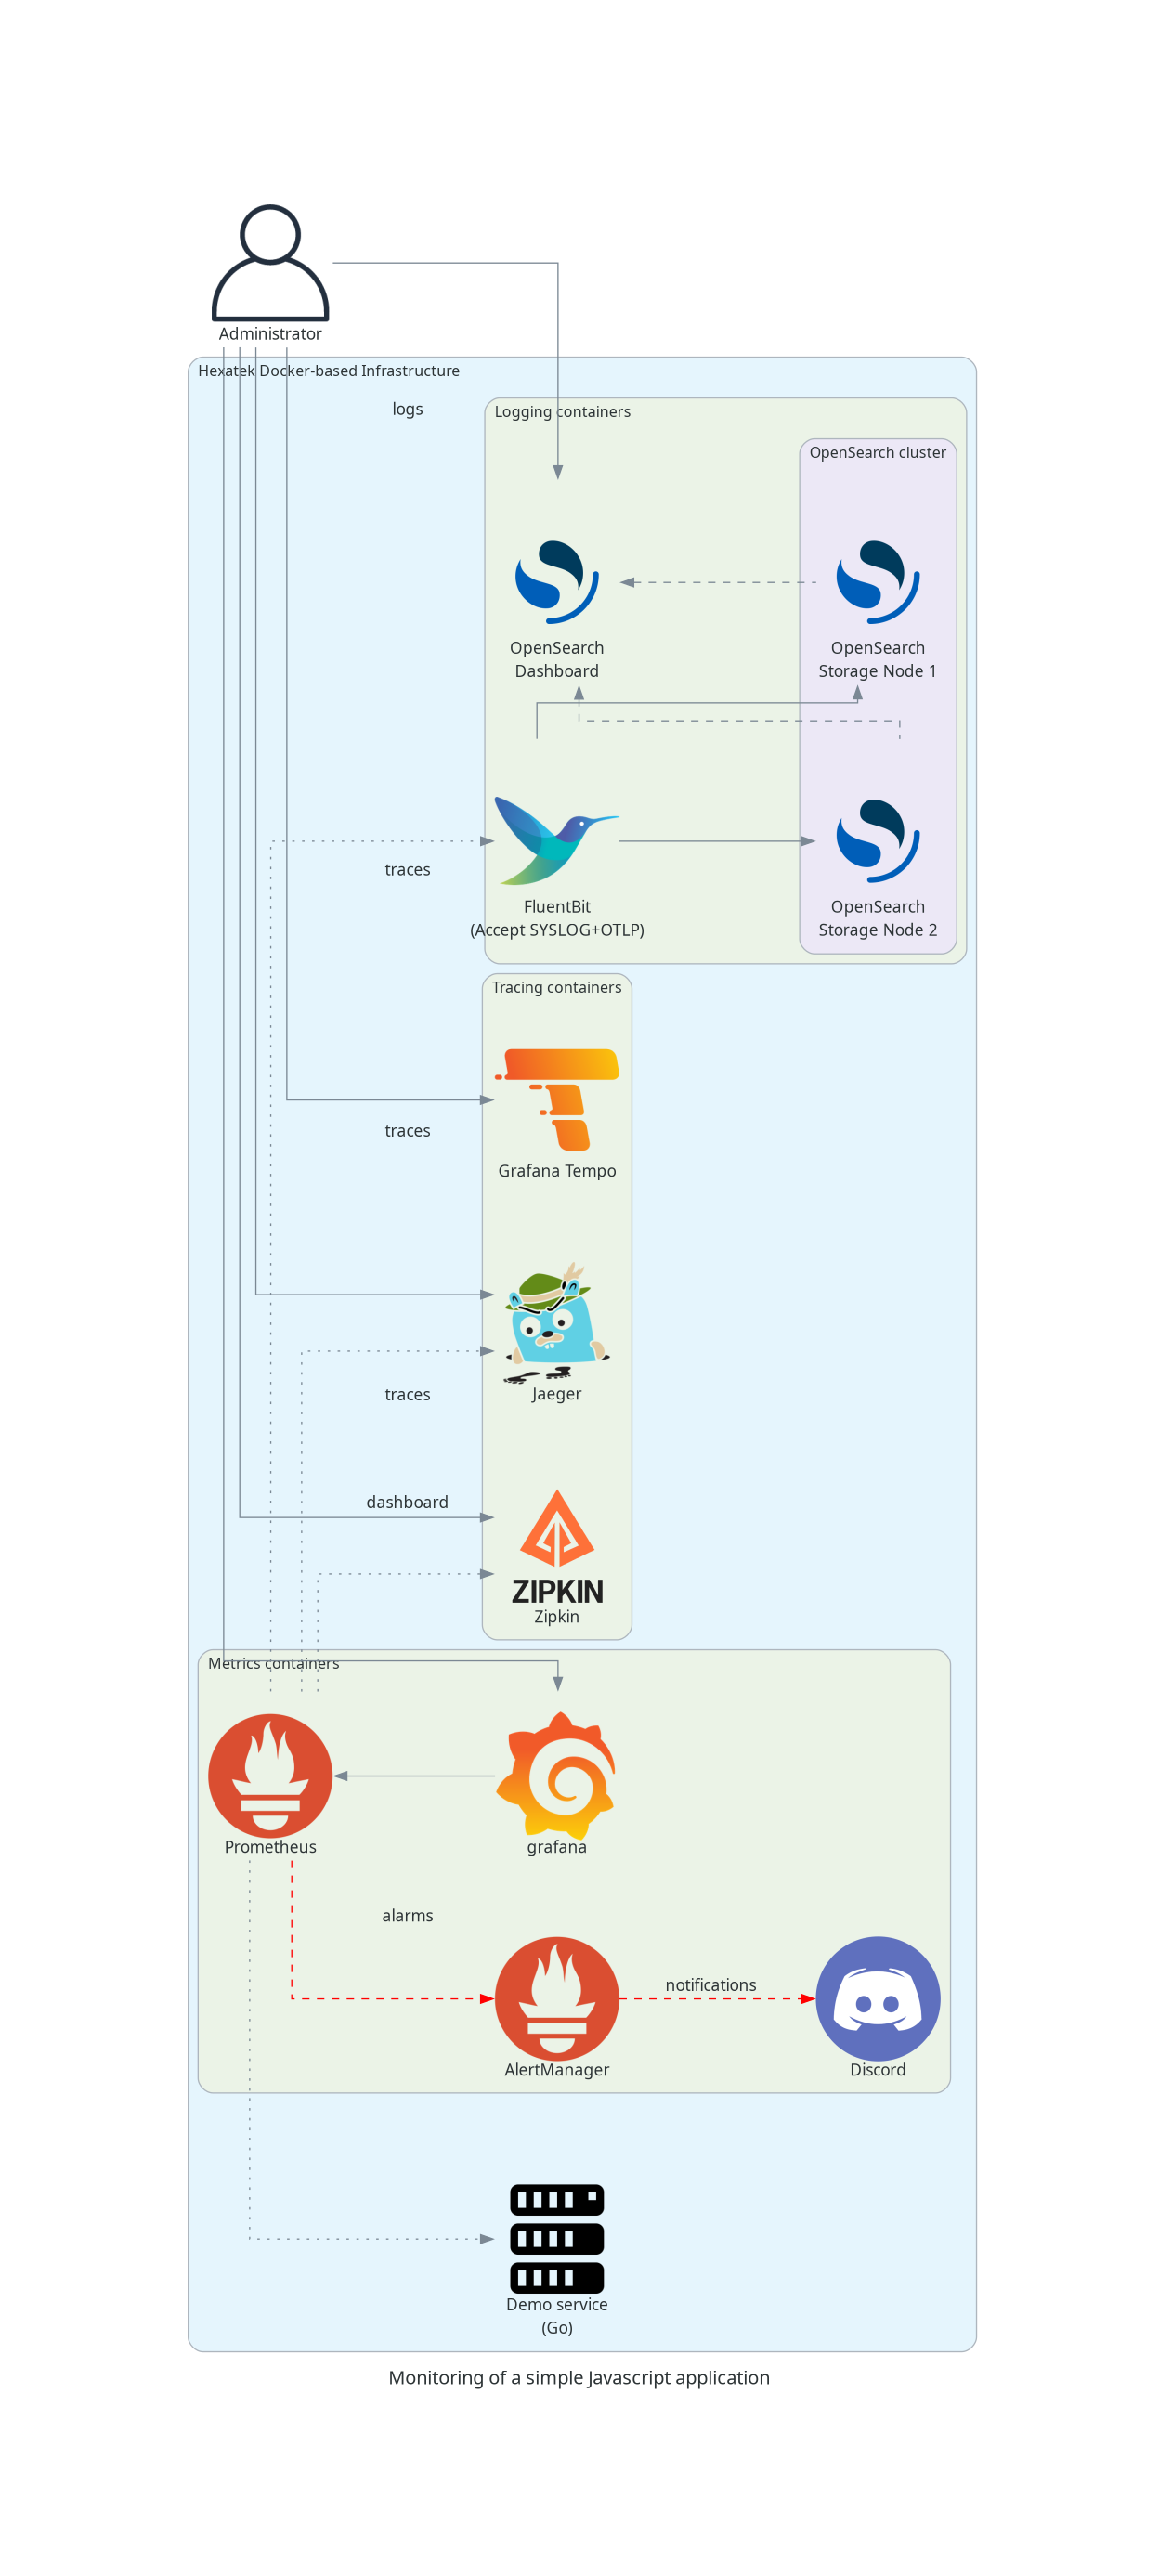 Administrator
Hexatek Docker-based Infrastructure
logs
Logging containers
OpenSearch cluster
OpenSearch
Dashboard
OpenSearch
Storage Node 1
traces
FluentBit
(Accept SYSLOG+OTLP)
OpenSearch
Storage Node 2
Tracing containers
traces
Grafana Tempo
traces
Jaeger
dashboard
ZIPKIN
Zipkin
Metrics containers
Prometheus
grafana
alarms
notifications
AlertManager
Discord
Demo service
(Go)
Monitoring of a simple Javascript application